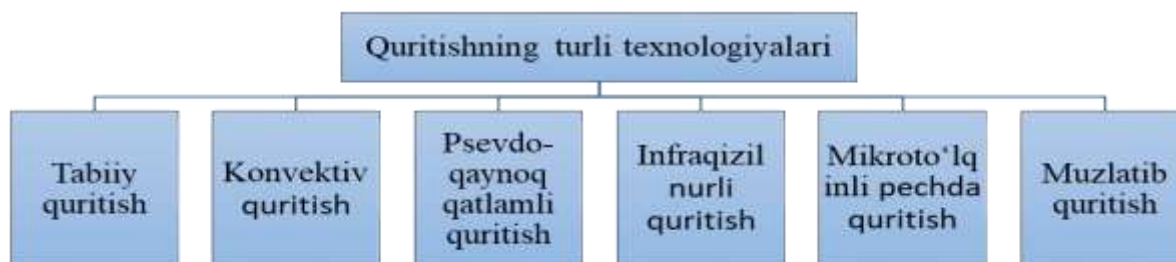 Quritishning turli texnologiyalari
Tabiiy
quritish
Konvektiv
quritish
Psevdo-
qaynoq
qatlamli
quritish
Infraqizil
nurli
quritish
Mikroto‘lq
inli pechda
quritish
Muzlatib
quritish